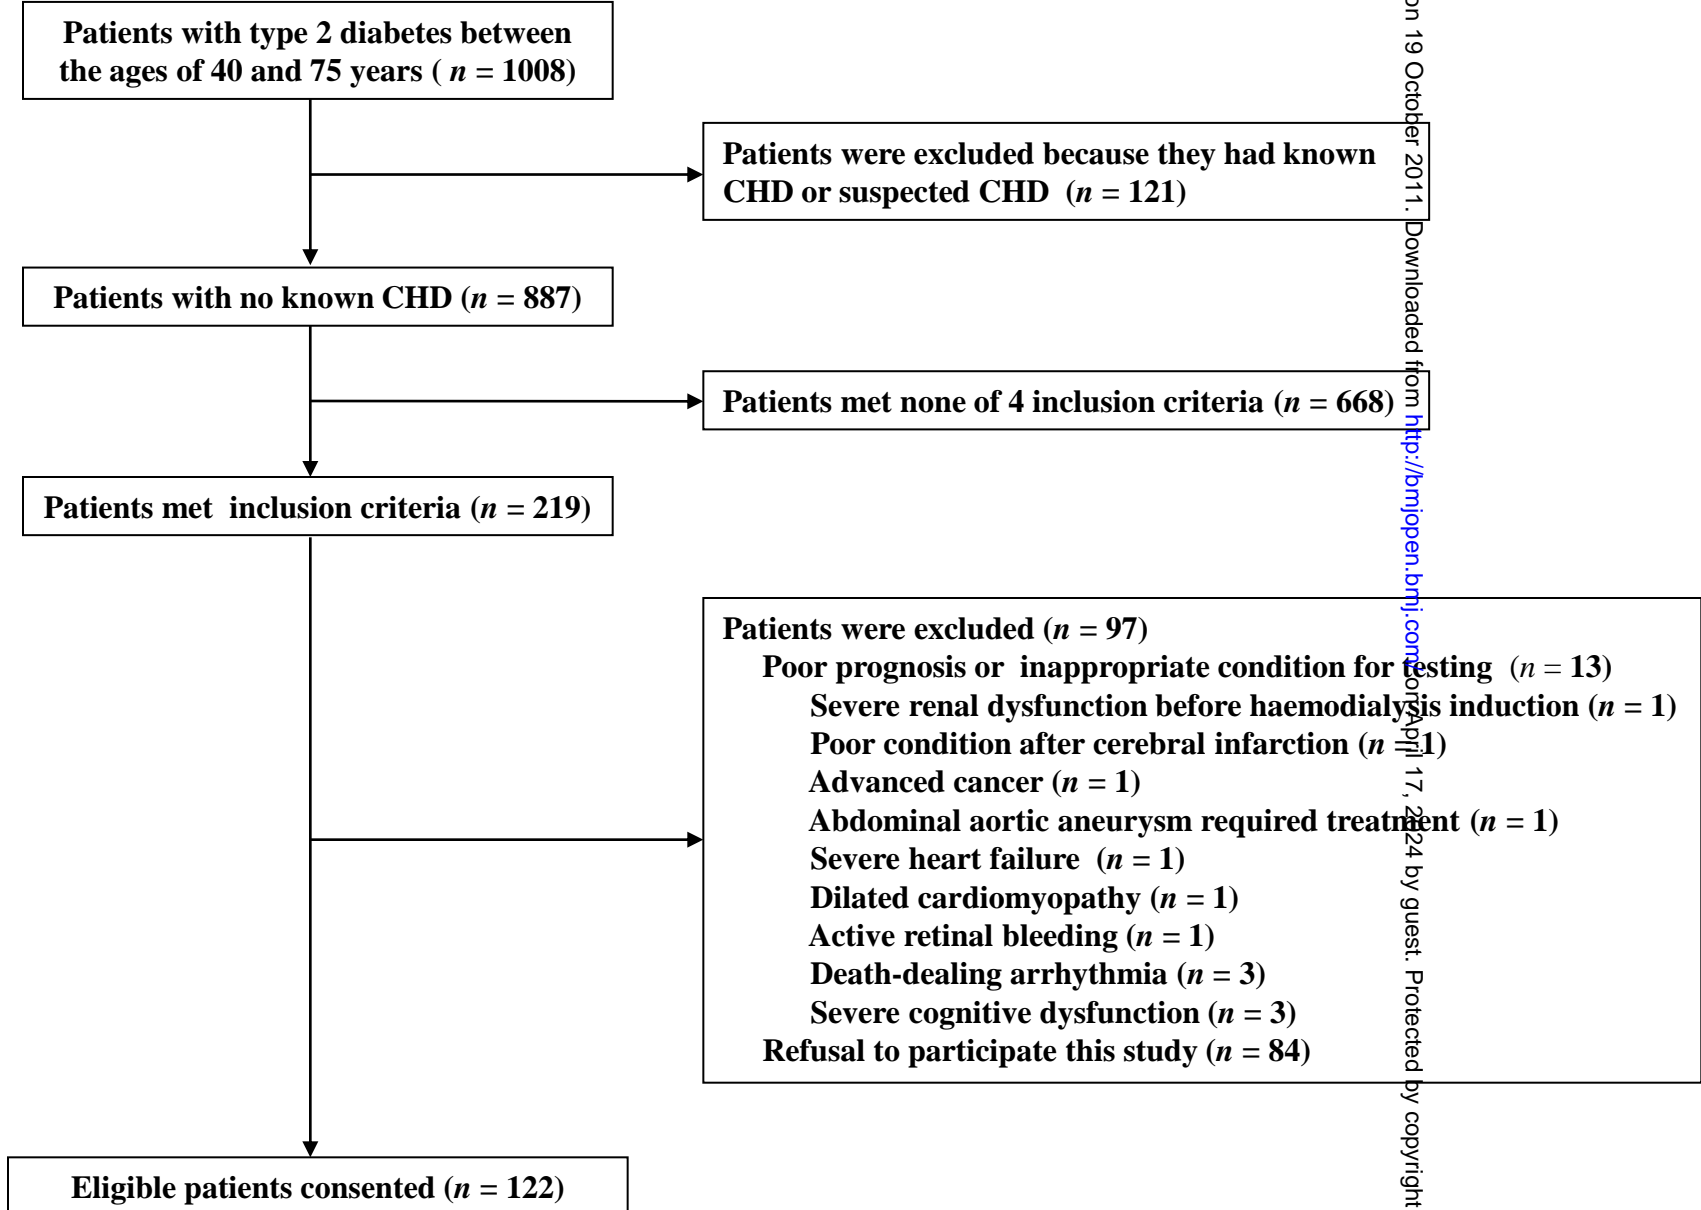 Patients with type 2 diabetes between
the ages of 40 and 75 years ( n = 1008)
Patients were excluded because they had known
CHD or suspected CHD (n = 121)
Patients with no known CHD (n = 887)
Patients met none of 4 inclusion criteria (n = 668)
Patients met inclusion criteria (n = 219)
Patients were excluded (n = 97)
Poor prognosis or inappropriate condition for testing (n = 13)
Severe renal dysfunction before haemodialysis induction (n = 1)
Poor condition after cerebral infarction (n = 1)
Advanced cancer (n = 1)
Abdominal aortic aneurysm required treatment (n = 1)
Severe heart failure (n = 1)
Dilated cardiomyopathy (n = 1)
Active retinal bleeding (n = 1)
Death-dealing arrhythmia (n = 3)
Severe cognitive dysfunction (n = 3)
Refusal to participate this study (n = 84)
Eligible patients consented (n = 122)
on 19 October 2011. Downloaded from http://bmjopen.bmj.com/ on April 17, 2024 by guest. Protected by copyright